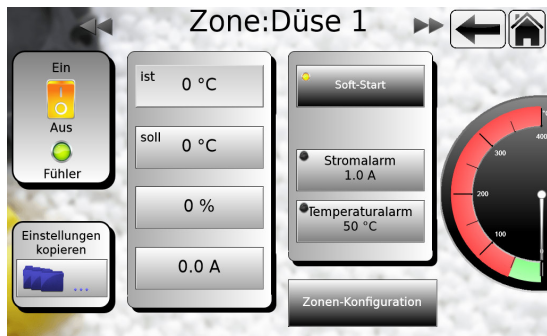 Zone:Düse 1
Ein
Aus
Fühler
Einstellungen
kopieren
...
ist 0 °C
soll 0 °C
0 %
0.0 A
Soft-Start
Stromalarm
1.0 A
Temperaturalarm
50 °C
Zonen-Konfiguration
400
300
200
100